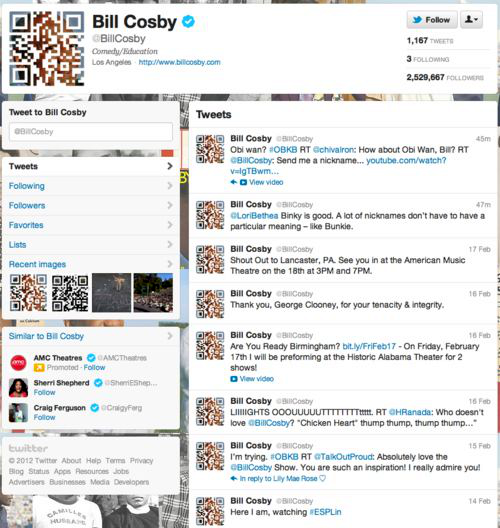 Bill Cosby
@BillCosby
Comedy/Education
Los Angeles · http://www.billcosby.com
Follow
1,167 TWEETS
3 FOLLOWING
2,529,667 FOLLOWERS
Tweet to Bill Cosby
@BillCosby
Tweets
Following
Followers
Favorites
Lists
Recent images
Similar to Bill Cosby
AMC Theatres @AMCTheatres
Promoted · Follow
Sherri Shepherd @SherriEShep...
Follow
Craig Ferguson @CraigyFerg
Follow
twitter
© 2012 Twitter About Help Terms Privacy
Blog Status Apps Resources Jobs
Advertisers Businesses Media Developers
CAMILLE'S
HUSBAND
Tweets
Bill Cosby @BillCosby 45m
Obi wan? #OBKB RT @chivalron: How about Obi Wan, Bill? RT
@BillCosby: Send me a nickname... youtube.com/watch?
v=IgTBwm…
View video
Bill Cosby @BillCosby 47m
@LoriBethea Binky is good. A lot of nicknames don't have to have a
particular meaning – like Bunkie.
Bill Cosby @BillCosby 17 Feb
Shout Out to Lancaster, PA. See you in at the American Music
Theatre on the 18th at 3PM and 7PM.
Bill Cosby @BillCosby 16 Feb
Thank you, George Clooney, for your tenacity & integrity.
Bill Cosby @BillCosby 16 Feb
Are You Ready Birmingham? bit.ly/FriFeb17 - On Friday, February
17th I will be preforming at the Historic Alabama Theater for 2
shows!
View video
Bill Cosby @BillCosby 16 Feb
LIIIIIGHTS OOOUUUUUTTTTTTTTttttt. RT @HRanada: Who doesn't
love @BillCosby? "Chicken Heart" thump thump, thump thump…"
Bill Cosby @BillCosby 15 Feb
I'm trying. #OBKB RT @TalkOutProud: Absolutely love the
@BillCosby Show. You are such an inspiration! I really admire you!
In reply to Lily Mae Rose ♡
Bill Cosby @BillCosby 14 Feb
Here I am, watching #ESPLin